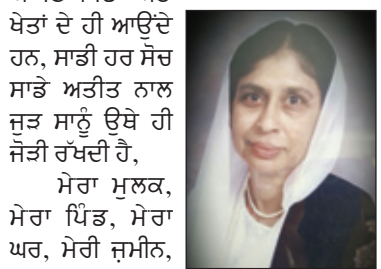 ਖੇਤਾਂ ਦੇ ਹੀ ਆਉਂਦੇ
ਹਨ, ਸਾਡੀ ਹਰ ਸੋਚ
ਸਾਡੇ ਅਤੀਤ ਨਾਲ
ਜੁੜ ਸਾਨੂੰ ਉਥੇ ਹੀ
ਜੋੜੀ ਰੱਖਦੀ ਹੈ,
ਮੇਰਾ ਮੁਲਕ,
ਮੇਰਾ ਪਿੰਡ, ਮੇਰਾ
ਘਰ, ਮੇਰੀ ਜ਼ਮੀਨ,